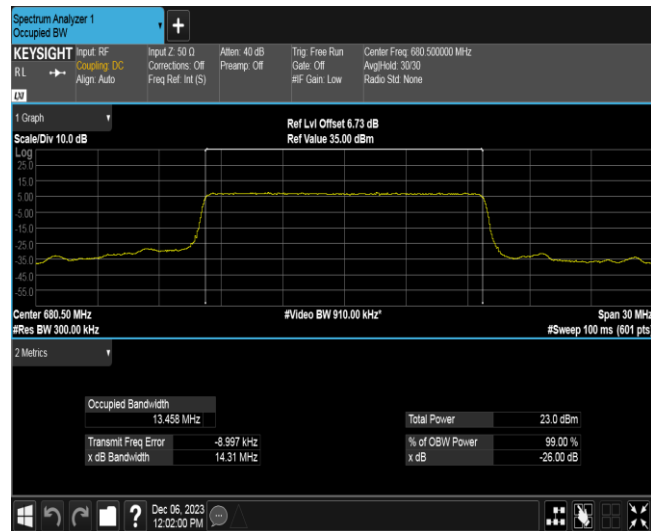 Spectrum Analyzer 1
Occupied BW
+
KEYSIGHT
RL
LXI
Input: RF
Coupling: DC
Align: Auto
Input Z: 50 Ω
Corrections: Off
Freq Ref: Int (S)
Atten: 40 dB
Preamp: Off
Trig: Free Run
Gate: Off
#IF Gain: Low
Center Freq: 680.500000 MHz
Avg|Hold: 30/30
Radio Std: None
1 Graph
Scale/Div 10.0 dB
Ref Lvl Offset 6.73 dB
Ref Value 35.00 dBm
Log
25.0
15.0
5.00
-5.00
-15.0
-25.0
-35.0
-45.0
-55.0
Center 680.50 MHz
#Res BW 300.00 kHz
#Video BW 910.00 kHz*
Span 30 MHz
#Sweep 100 ms (601 pts)
2 Metrics
Occupied Bandwidth
13.458 MHz
Total Power 23.0 dBm
Transmit Freq Error -8.997 kHz
% of OBW Power 99.00 %
x dB Bandwidth 14.31 MHz
x dB -26.00 dB
?
Dec 06, 2023
12:02:00 PM